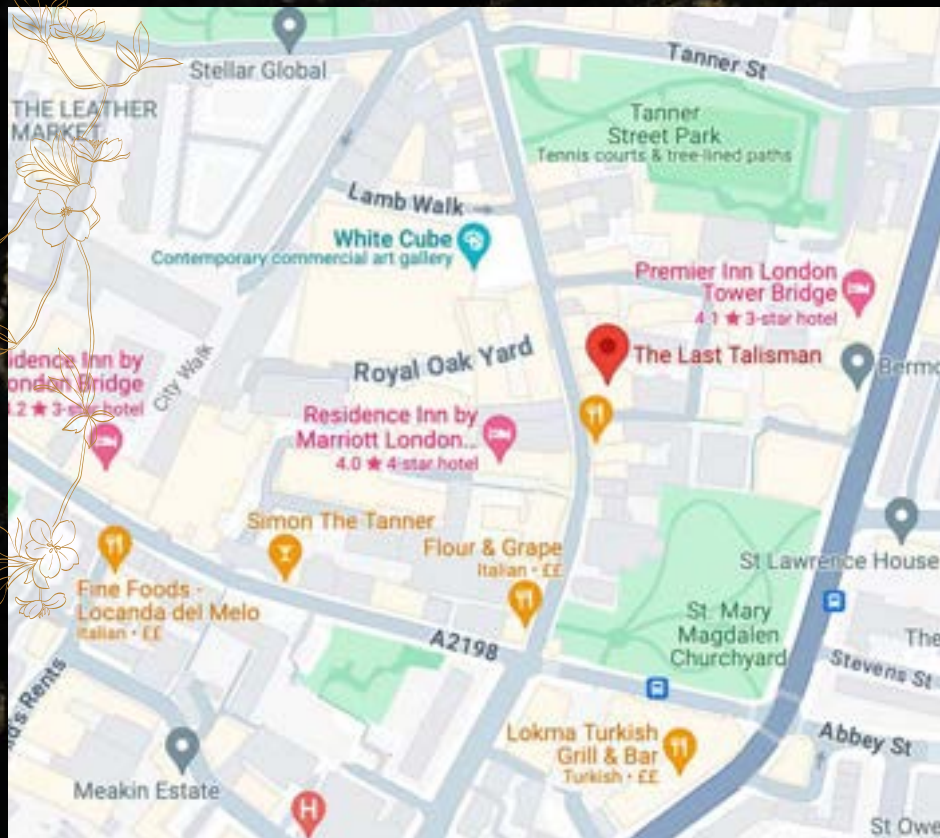 Stellar Global
Tanner St
THE LEATHER
MARKET
Tanner
Street Park
Tennis courts & tree-lined paths
Lamb Walk
White Cube
Contemporary commercial art gallery
Premier Inn London
Tower Bridge
4.1 ★ 3-star hotel
Royal Oak Yard
The Last Talisman
idence Inn by
ondon Bridge
.2 ★ 3-star hotel
City Walk
Bermo
Residence Inn by
Marriott London...
4.0 ★ 4-star hotel
Simon The Tanner
Flour & Grape
Italian • ££
St Lawrence House
Fine Foods -
Locanda del Melo
Italian • ££
St. Mary
Magdalen
Churchyard
A2198
The
Stevens St
ds Rents
Lokma Turkish
Grill & Bar
Turkish • ££
Abbey St
Meakin Estate
H
St Owe